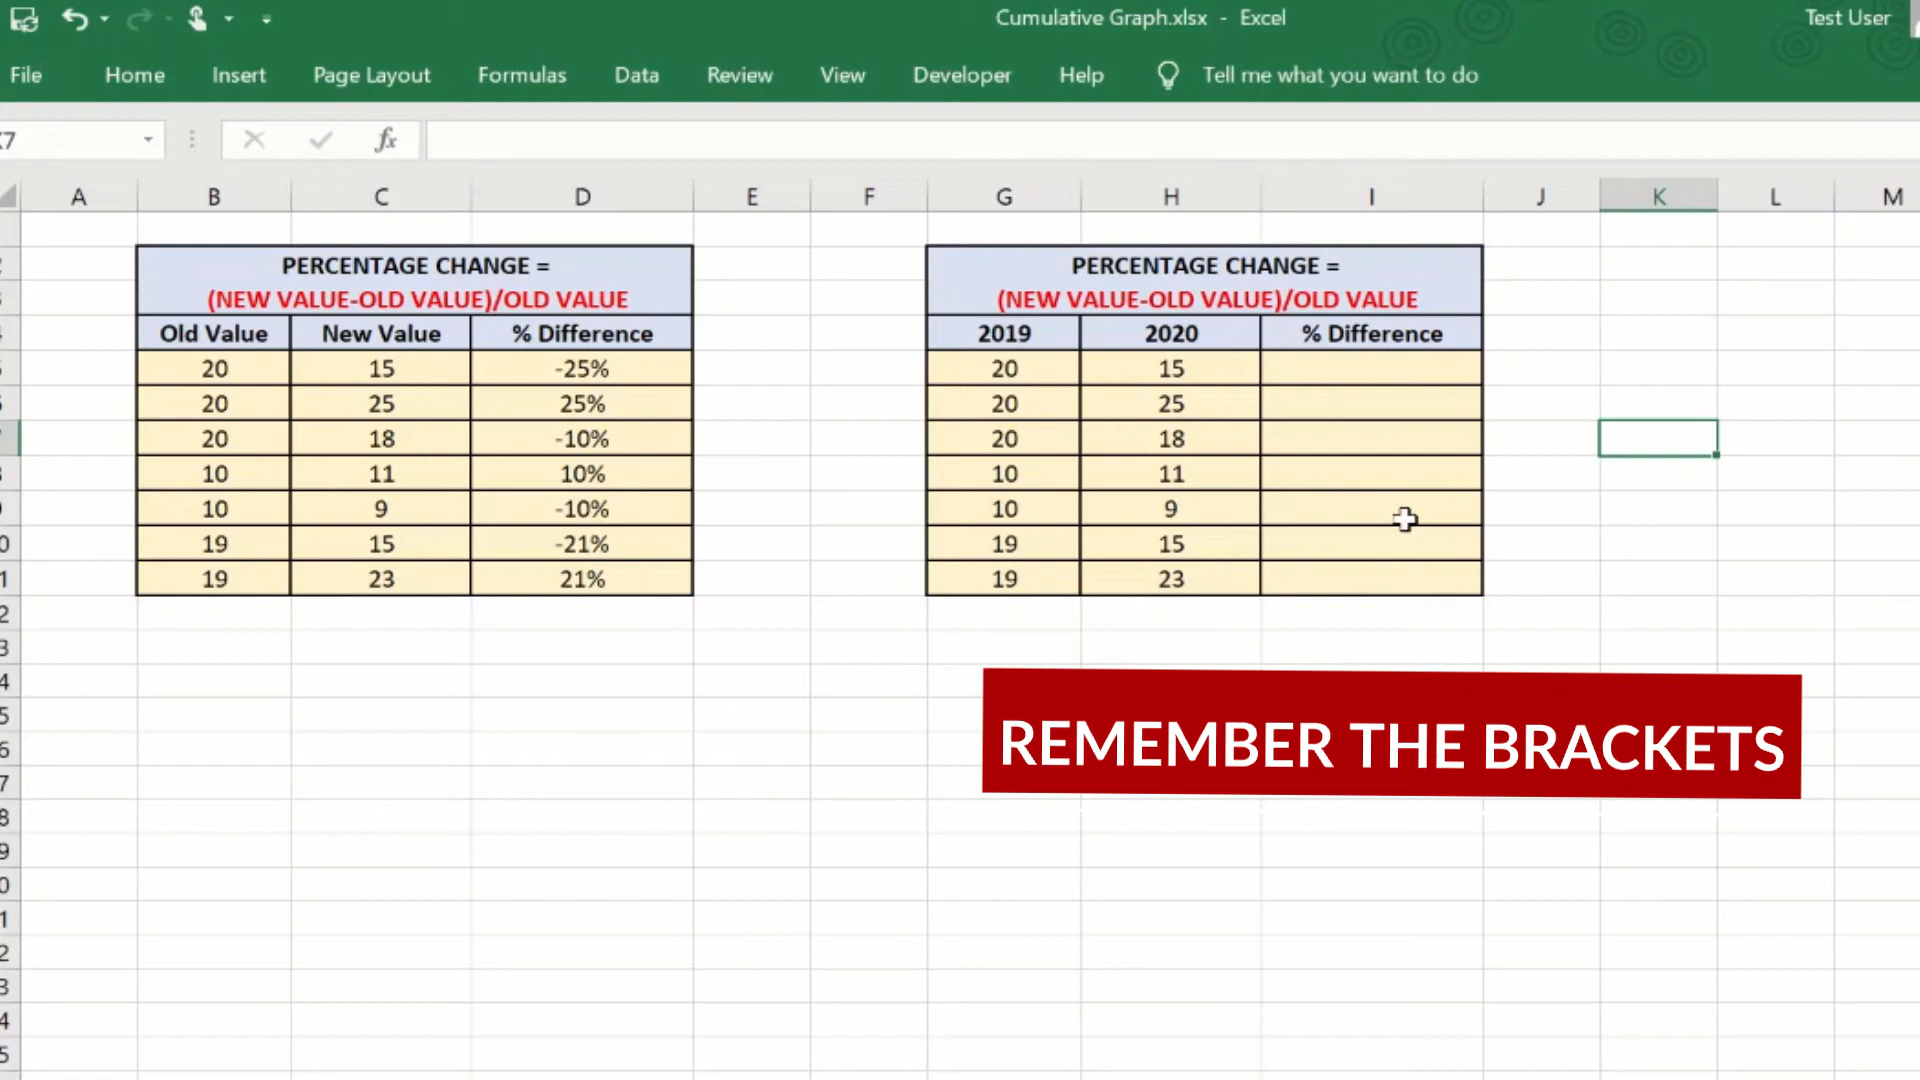 Cumulative Graph.xlsx - Excel
Test User
File Home Insert Page Layout Formulas Data Review View Developer Help Tell me what you want to do
fx
A B C D E F G H I J K L M
PERCENTAGE CHANGE =
(NEW VALUE-OLD VALUE)/OLD VALUE
Old Value New Value % Difference
20 15 -25%
20 25 25%
20 18 -10%
10 11 10%
10 9 -10%
19 15 -21%
19 23 21%
PERCENTAGE CHANGE =
(NEW VALUE-OLD VALUE)/OLD VALUE
2019 2020 % Difference
20 15
20 25
20 18
10 11
10 9
19 15
19 23
REMEMBER THE BRACKETS